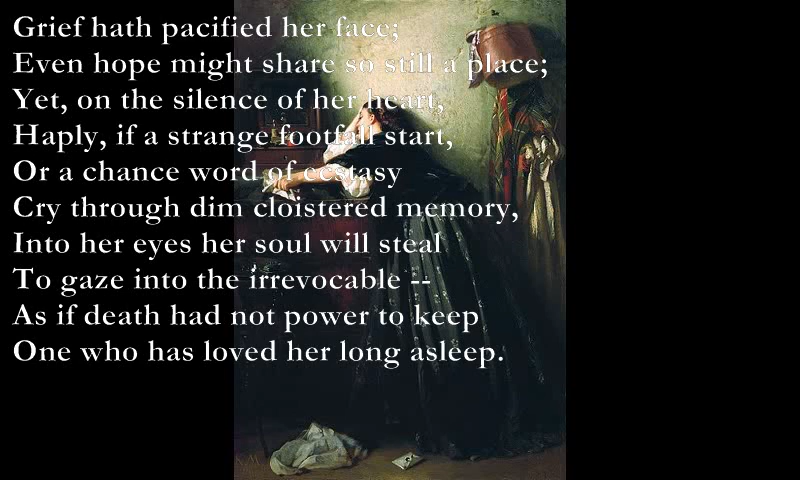 Grief hath pacified her face;
Even hope might share so still a place;
Yet, on the silence of her heart,
Haply, if a strange footfall start,
Or a chance word of ecstasy
Cry through dim cloistered memory,
Into her eyes her soul will steal
To gaze into the irrevocable --
As if death had not power to keep
One who has loved her long asleep.